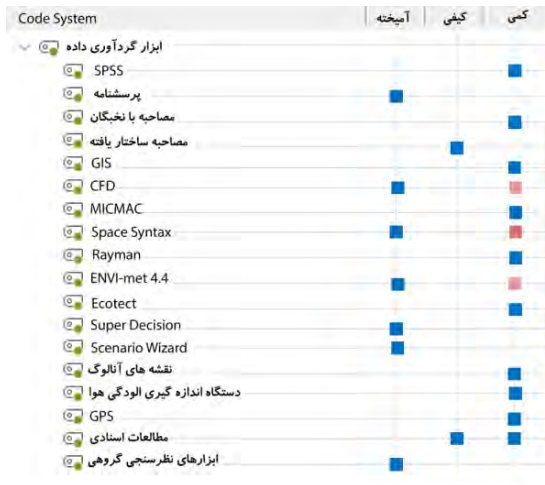 Code System آمیخته کیفی کمی
ابزار گردآوری داده
SPSS
پرسشنامه
مصاحبه با نخبگان
مصاحبه ساختار یافته
GIS
CFD
MICMAC
Space Syntax
Rayman
ENVI-met 4.4
Ecotect
Super Decision
Scenario Wizard
نقشه های آنالوگ
دستگاه اندازه گیری الودگی هوا
GPS
مطالعات اسنادی
ابزارهای نظرسنجی گروهی